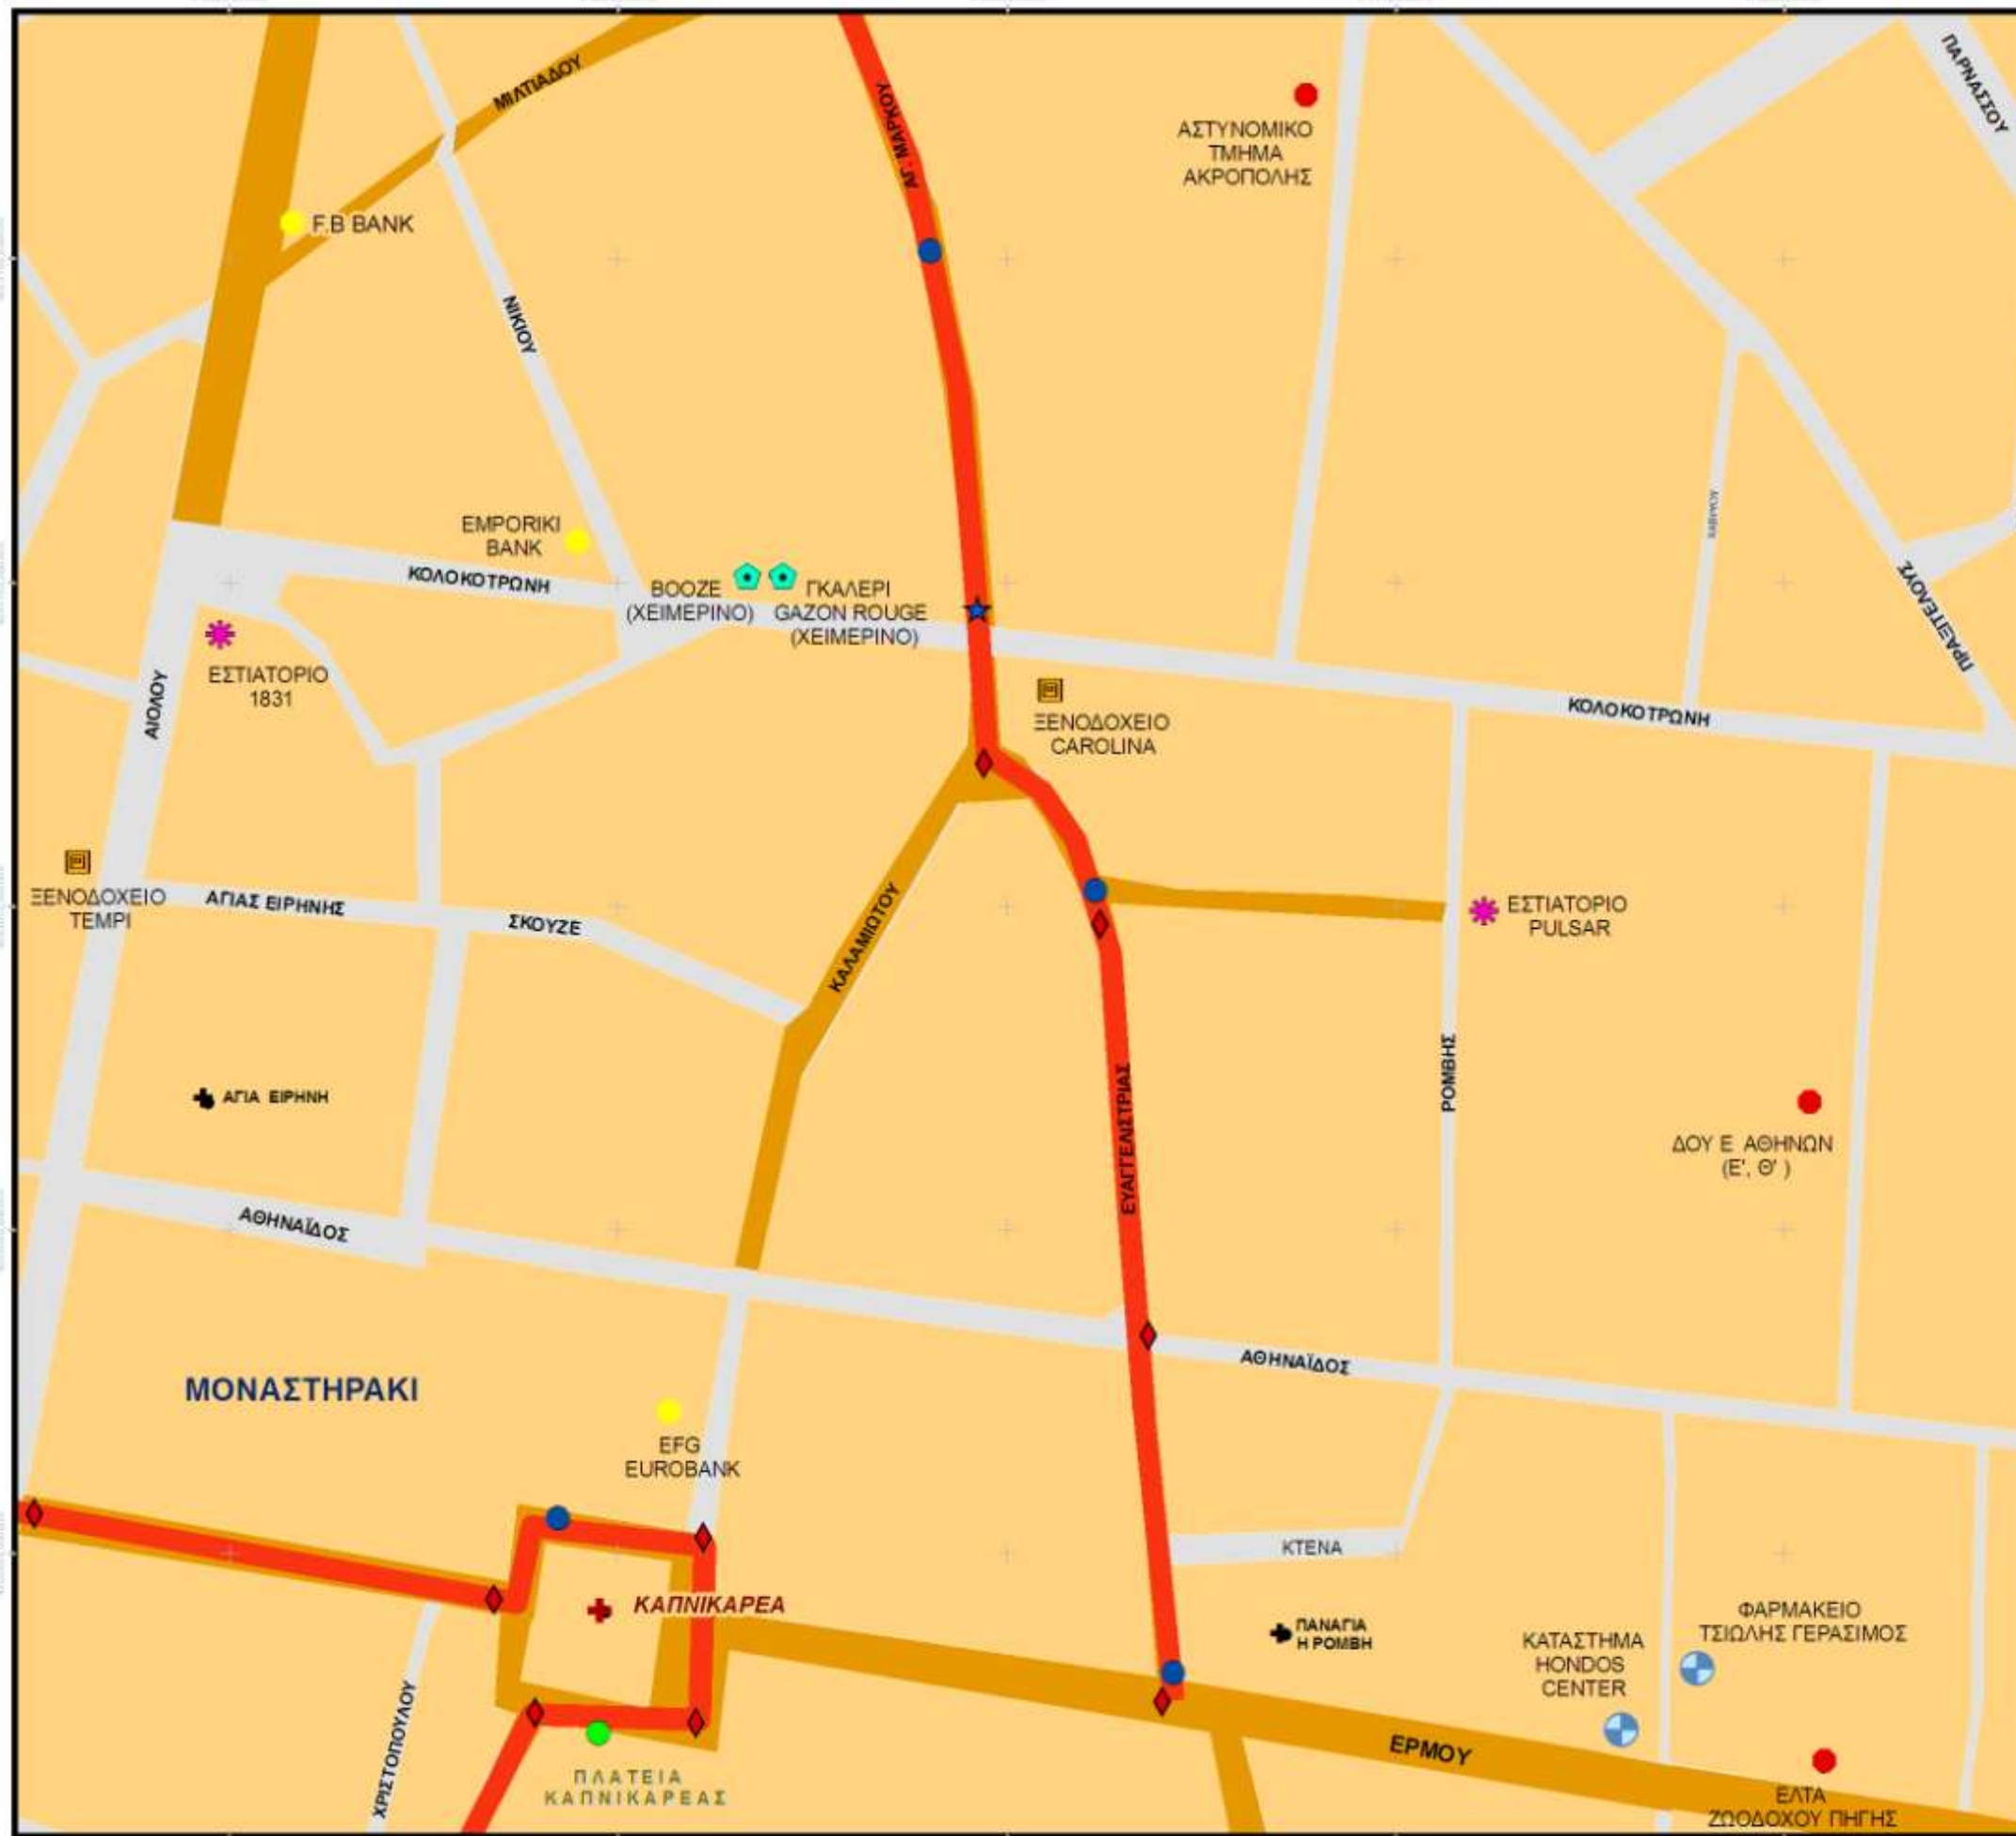 ΜΙΛΤΙΑΔΟΥ
ΑΓ. ΜΑΡΚΟΥ
ΠΑΡΝΑΣΣΟΥ
ΑΣΤΥΝΟΜΙΚΟ
ΤΜΗΜΑ
ΑΚΡΟΠΟΛΗΣ
F.B BANK
ΝΙΚΙΟΥ
EMPORIKI
BANK
ΚΟΛΟΚΟΤΡΩΝΗ
BOOZE
(ΧΕΙΜΕΡΙΝΟ)
ΓΚΑΛΕΡΙ
GAZON ROUGE
(ΧΕΙΜΕΡΙΝΟ)
ΠΡΑΞΙΤΕΛΟΥΣ
ΕΣΤΙΑΤΟΡΙΟ
1831
ΑΙΟΛΟΥ
ΞΕΝΟΔΟΧΕΙΟ
CAROLINA
ΚΟΛΟΚΟΤΡΩΝΗ
ΞΕΝΟΔΟΧΕΙΟ
TEMPI
ΑΓΙΑΣ ΕΙΡΗΝΗΣ
ΣΚΟΥΖΕ
ΚΑΛΑΜΙΩΤΟΥ
ΕΣΤΙΑΤΟΡΙΟ
PULSAR
ΑΓΙΑ ΕΙΡΗΝΗ
ΕΥΑΓΓΕΛΙΣΤΡΙΑΣ
ΡΟΜΒΗΣ
ΔΟΥ Ε ΑΘΗΝΩΝ
(Ε', Θ' )
ΑΘΗΝΑΪΔΟΣ
ΑΘΗΝΑΪΔΟΣ
ΜΟΝΑΣΤΗΡΑΚΙ
EFG
EUROBANK
ΚΤΕΝΑ
ΚΑΠΝΙΚΑΡΕΑ
ΠΑΝΑΓΙΑ
Η ΡΟΜΒΗ
ΚΑΤΑΣΤΗΜΑ
HONDOS
CENTER
ΦΑΡΜΑΚΕΙΟ
ΤΣΙΩΛΗΣ ΓΕΡΑΣΙΜΟΣ
ΧΡΙΣΤΟΠΟΥΛΟΥ
ΕΡΜΟΥ
ΠΛΑΤΕΙΑ
ΚΑΠΝΙΚΑΡΕΑΣ
ΕΛΤΑ
ΖΩΟΔΟΧΟΥ ΠΗΓΗΣ